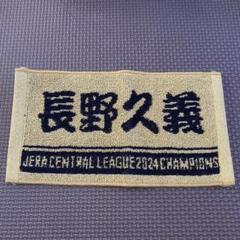 長野久義
JERA CENTRAL LEAGUE 2024 CHAMPIONS